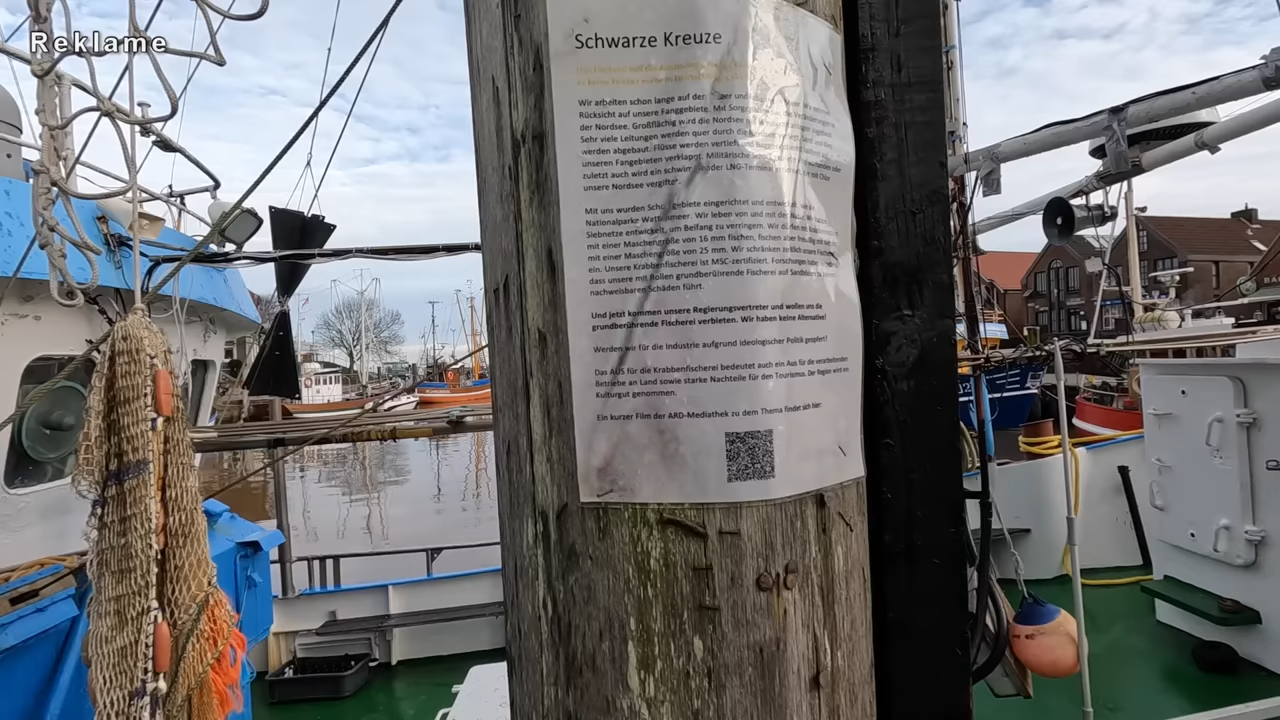 Reklame
Schwarze Kreuze
Wir arbeiten schon lange auf der
Rücksicht auf unsere Fanggebiete. Mit
der Nordsee. Großflächig wird die Nordsee
Sehr viele Leitungen werden quer durch die
werden abgebaut. Flüsse werden vertieft
unseren Fangebieten verklappt. Militärische
zuletzt auch wird ein LNG-Terminal mit Chlor
unsere Nordsee vergiftet.
Mit uns wurden eingerichtet und
Nationalparke Wattenmeer. Wir leben von und mit der Natur. Wir
Siebnetze entwickelt, um Beifang zu verringern. Wir
mit einer Maschengröße von 16 mm fischen, fischen aber
einer Maschengröße von 25 mm. Wir schränken
ein. Unsere Krabbenfischerei ist MSC-zertifiziert. Forschungen
dass unsere mit Rollen grundberührende Fischerei auf
nachweisbaren Schäden führt.
Und jetzt kommen unsere Regierungsvertreter und wollen uns die
grundberührende Fischerei verbieten. Wir haben keine Alternative!
Werden wir für die Industrie aufgrund ideologischer Politik geopfert?
Das AUS für die Krabbenfischerei bedeutet auch ein Aus für die verarbeitenden
Betriebe an Land sowie starke Nachteile für den Tourismus. Der Region wird ein
Kulturgut genommen.
Ein kurzer Film der ARD-Mediathek zu dem Thema findet sich hier: